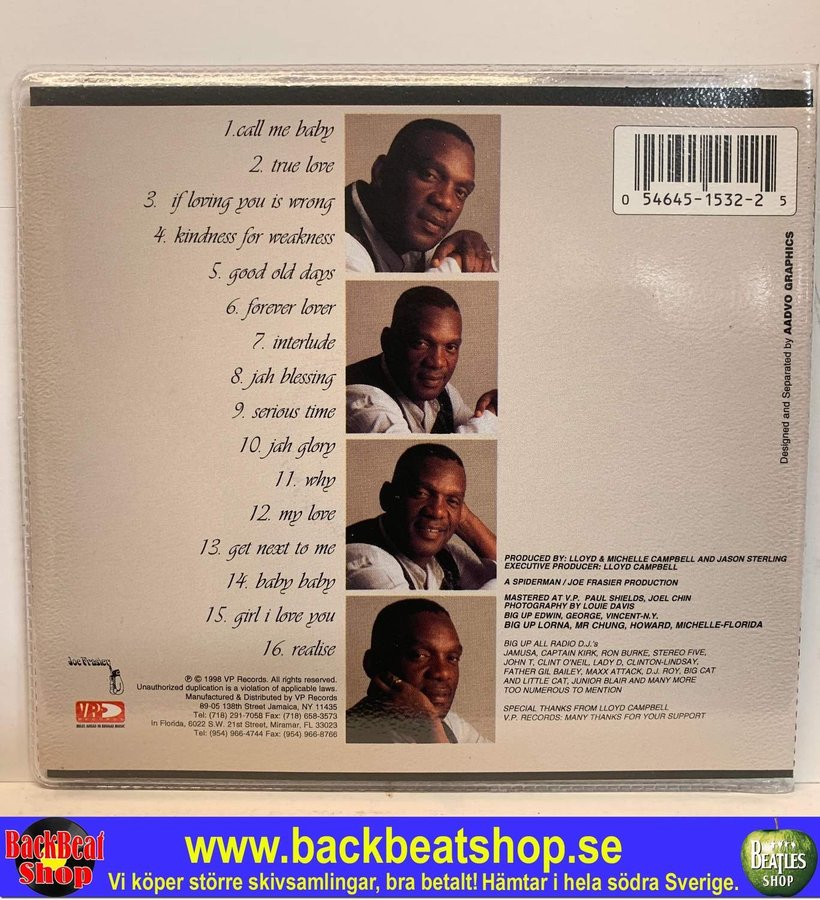 1.call me baby
2. true love
3. if loving you is wrong
4. kindness for weakness
5. good old days
6. forever lover
7. interlude
8. jah blessing
9. serious time
10. jah glory
11. why
12. my love
13. get next to me
14. baby baby
15. girl i love you
16. realise
0 54645-1532-2 5
Designed and Separated by AADVO GRAPHICS
PRODUCED BY: LLOYD & MICHELLE CAMPBELL AND JASON STERLING
EXECUTIVE PRODUCER: LLOYD CAMPBELL
A SPIDERMAN / JOE FRASIER PRODUCTION
MASTERED AT V.P. PAUL SHIELDS, JOEL CHIN
PHOTOGRAPHY BY LOUIE DAVIS
BIG UP EDWIN, GEORGE, VINCENT-N.Y.
BIG UP LORNA, MR CHUNG, HOWARD, MICHELLE-FLORIDA
BIG UP ALL RADIO D.J.'s
JAMUSA, CAPTAIN KIRK, RON BURKE, STEREO FIVE,
JOHN T, CLINT O'NEIL, LADY D, CLINTON-LINDSAY,
FATHER GIL BAILEY, MAXX ATTACK, D.J. ROY, BIG CAT
AND LITTLE CAT, JUNIOR BLAIR AND MANY MORE
TOO NUMEROUS TO MENTION
SPECIAL THANKS FROM LLOYD CAMPBELL
V.P. RECORDS: MANY THANKS FOR YOUR SUPPORT
Joe Frasier
VP
RECORDS
MILES AHEAD IN REGGAE MUSIC
℗ © 1998 VP Records. All rights reserved.
Unauthorized duplication is a violation of applicable laws.
Manufactured & Distributed by VP Records
89-05 138th Street Jamaica, NY 11435
Tel: (718) 291-7058 Fax: (718) 658-3573
In Florida, 6022 S.W. 21st Street, Miramar, FL 33023
Tel: (954) 966-4744 Fax: (954) 966-8766
BackBeat
Shop
www.backbeatshop.se
Vi köper större skivsamlingar, bra betalt! Hämtar i hela södra Sverige.
BEATLES
SHOP